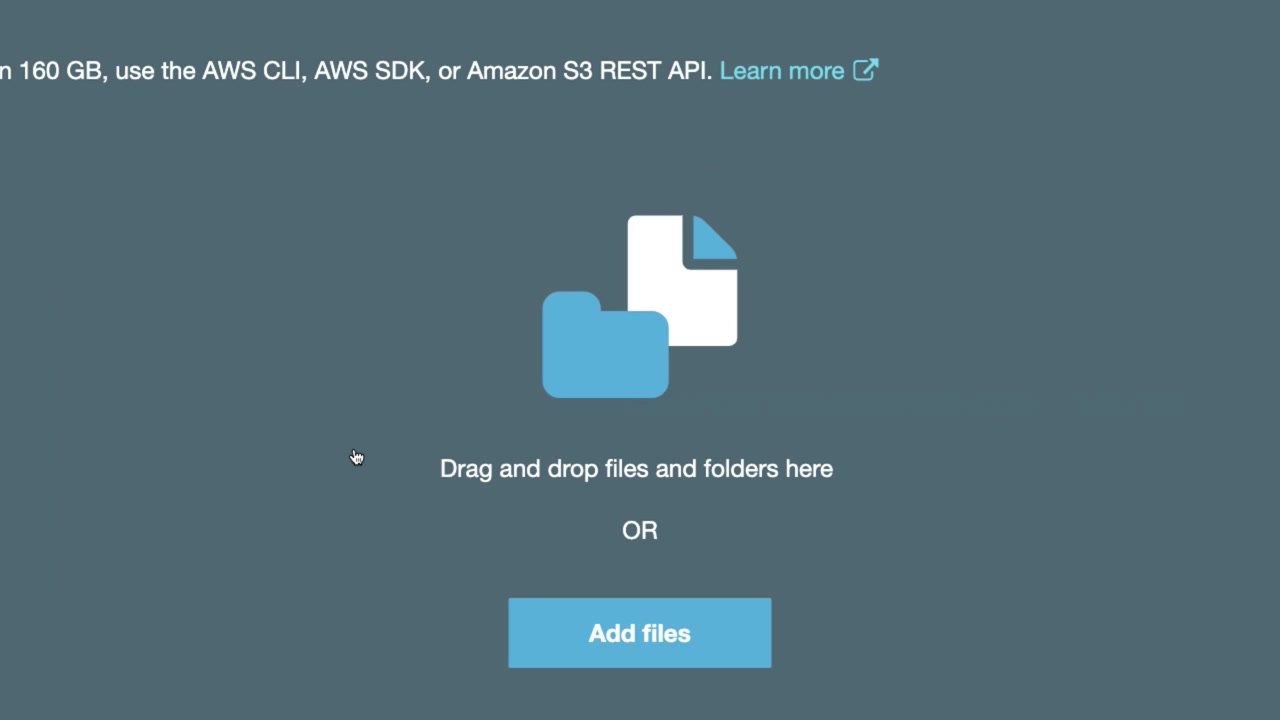 160 GB, use the AWS CLI, AWS SDK, or Amazon S3 REST API. Learn more
Drag and drop files and folders here
OR
Add files